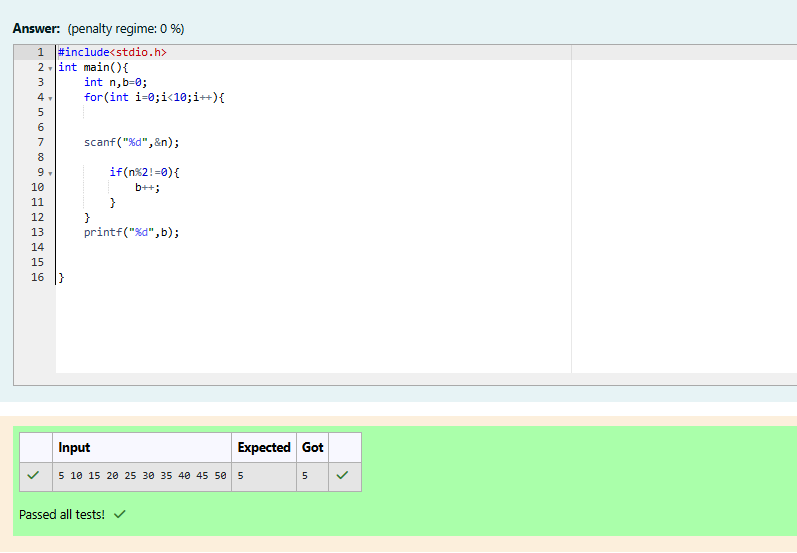 Answer: (penalty regime: 0 %)
1 #include<stdio.h>
2 int main(){
3 int n,b=0;
4 for(int i=0;i<10;i++){
5
6
7 scanf("%d",&n);
8
9 if(n%2!=0){
10 b++;
11 }
12 }
13 printf("%d",b);
14
15
16 }
Input Expected Got
5 10 15 20 25 30 35 40 45 50 5 5
Passed all tests!